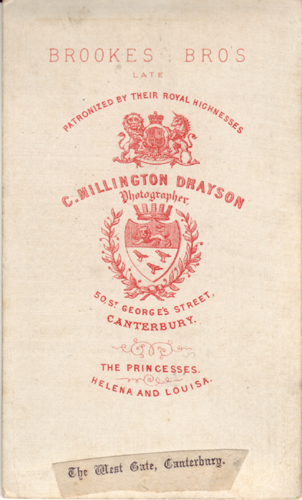 BROOKES BRO'S
LATE
PATRONIZED BY THEIR ROYAL HIGHNESSES
C. MILLINGTON DRAYSON
Photographer,
50. ST GEORGE'S STREET,
CANTERBURY.
THE PRINCESSES.
HELENA AND LOUISA.
The West Gate, Canterbury.